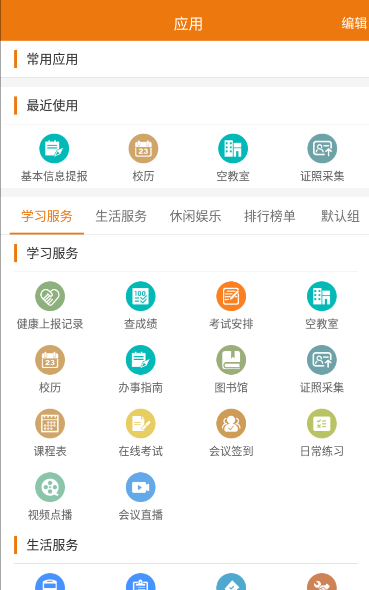 应用 编辑
常用应用
最近使用
23
基本信息提报 校历 空教室 证照采集
学习服务 生活服务 休闲娱乐 排行榜单 默认组
学习服务
100
健康上报记录 查成绩 考试安排 空教室
23
校历 办事指南 图书馆 证照采集
课程表 在线考试 会议签到 日常练习
视频点播 会议直播
生活服务